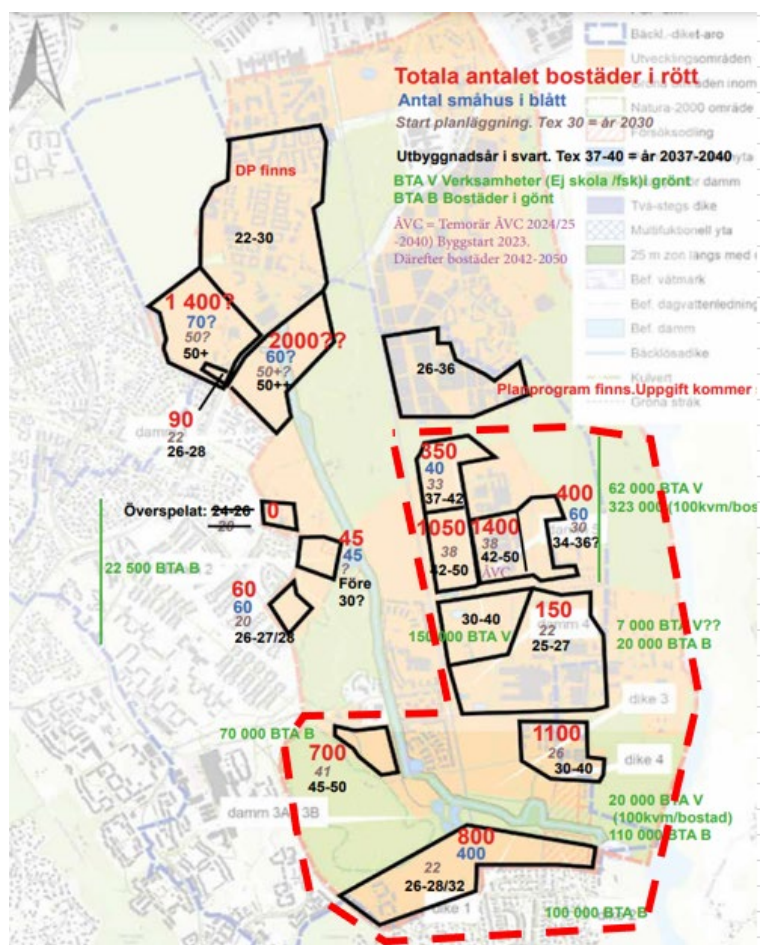 Bäckl.-diket-aro
Utvecklingsområden
Totala antalet bostäder i rött
Antal småhus i blått
Natura-2000 område
Start planläggning. Tex 30 = år 2030
Försöksodling
Utbyggnadsår i svart. Tex 37-40 = år 2037-2040
BTA V Verksamheter (Ej skola /fsk)i grönt
BTA B Bostäder i gönt
damm
Två-stegs dike
ÅVC = Temorär ÅVC 2024/25
-2040) Byggstart 2023.
Därefter bostäder 2042-2050
Multifuktionell yta
25 m zon längs med
Bef. våtmark
Bef. dagvattenledning
Bef. damm
Bäcklösadike
Kulvert
Gröna stråk
DP finns
22-30
1 400?
70?
50?
50+
2000??
60?
50+?
50++
26-36
Planprogram finns.Uppgift kommer
90
22
26-28
350
40
33
37-42
400
60
30
34-36?
62 000 BTA V
323 000 (100kvm/bos
1050
38
42-50
1400
38
42-50
ÅVC
Överspelat: 24-26
20
0
45
45
?
Före
30?
22 500 BTA B
60
60
20
26-27/28
30-40
150
22
25-27
damm 4
150 000 BTA V
7 000 BTA V??
20 000 BTA B
dike 3
70 000 BTA B
700
41
45-50
1100
26
30-40
dike 4
damm 3A
3B
20 000 BTA V
(100kvm/bostad)
110 000 BTA B
800
400
22
26-28/32
dike 1
100 000 BTA B